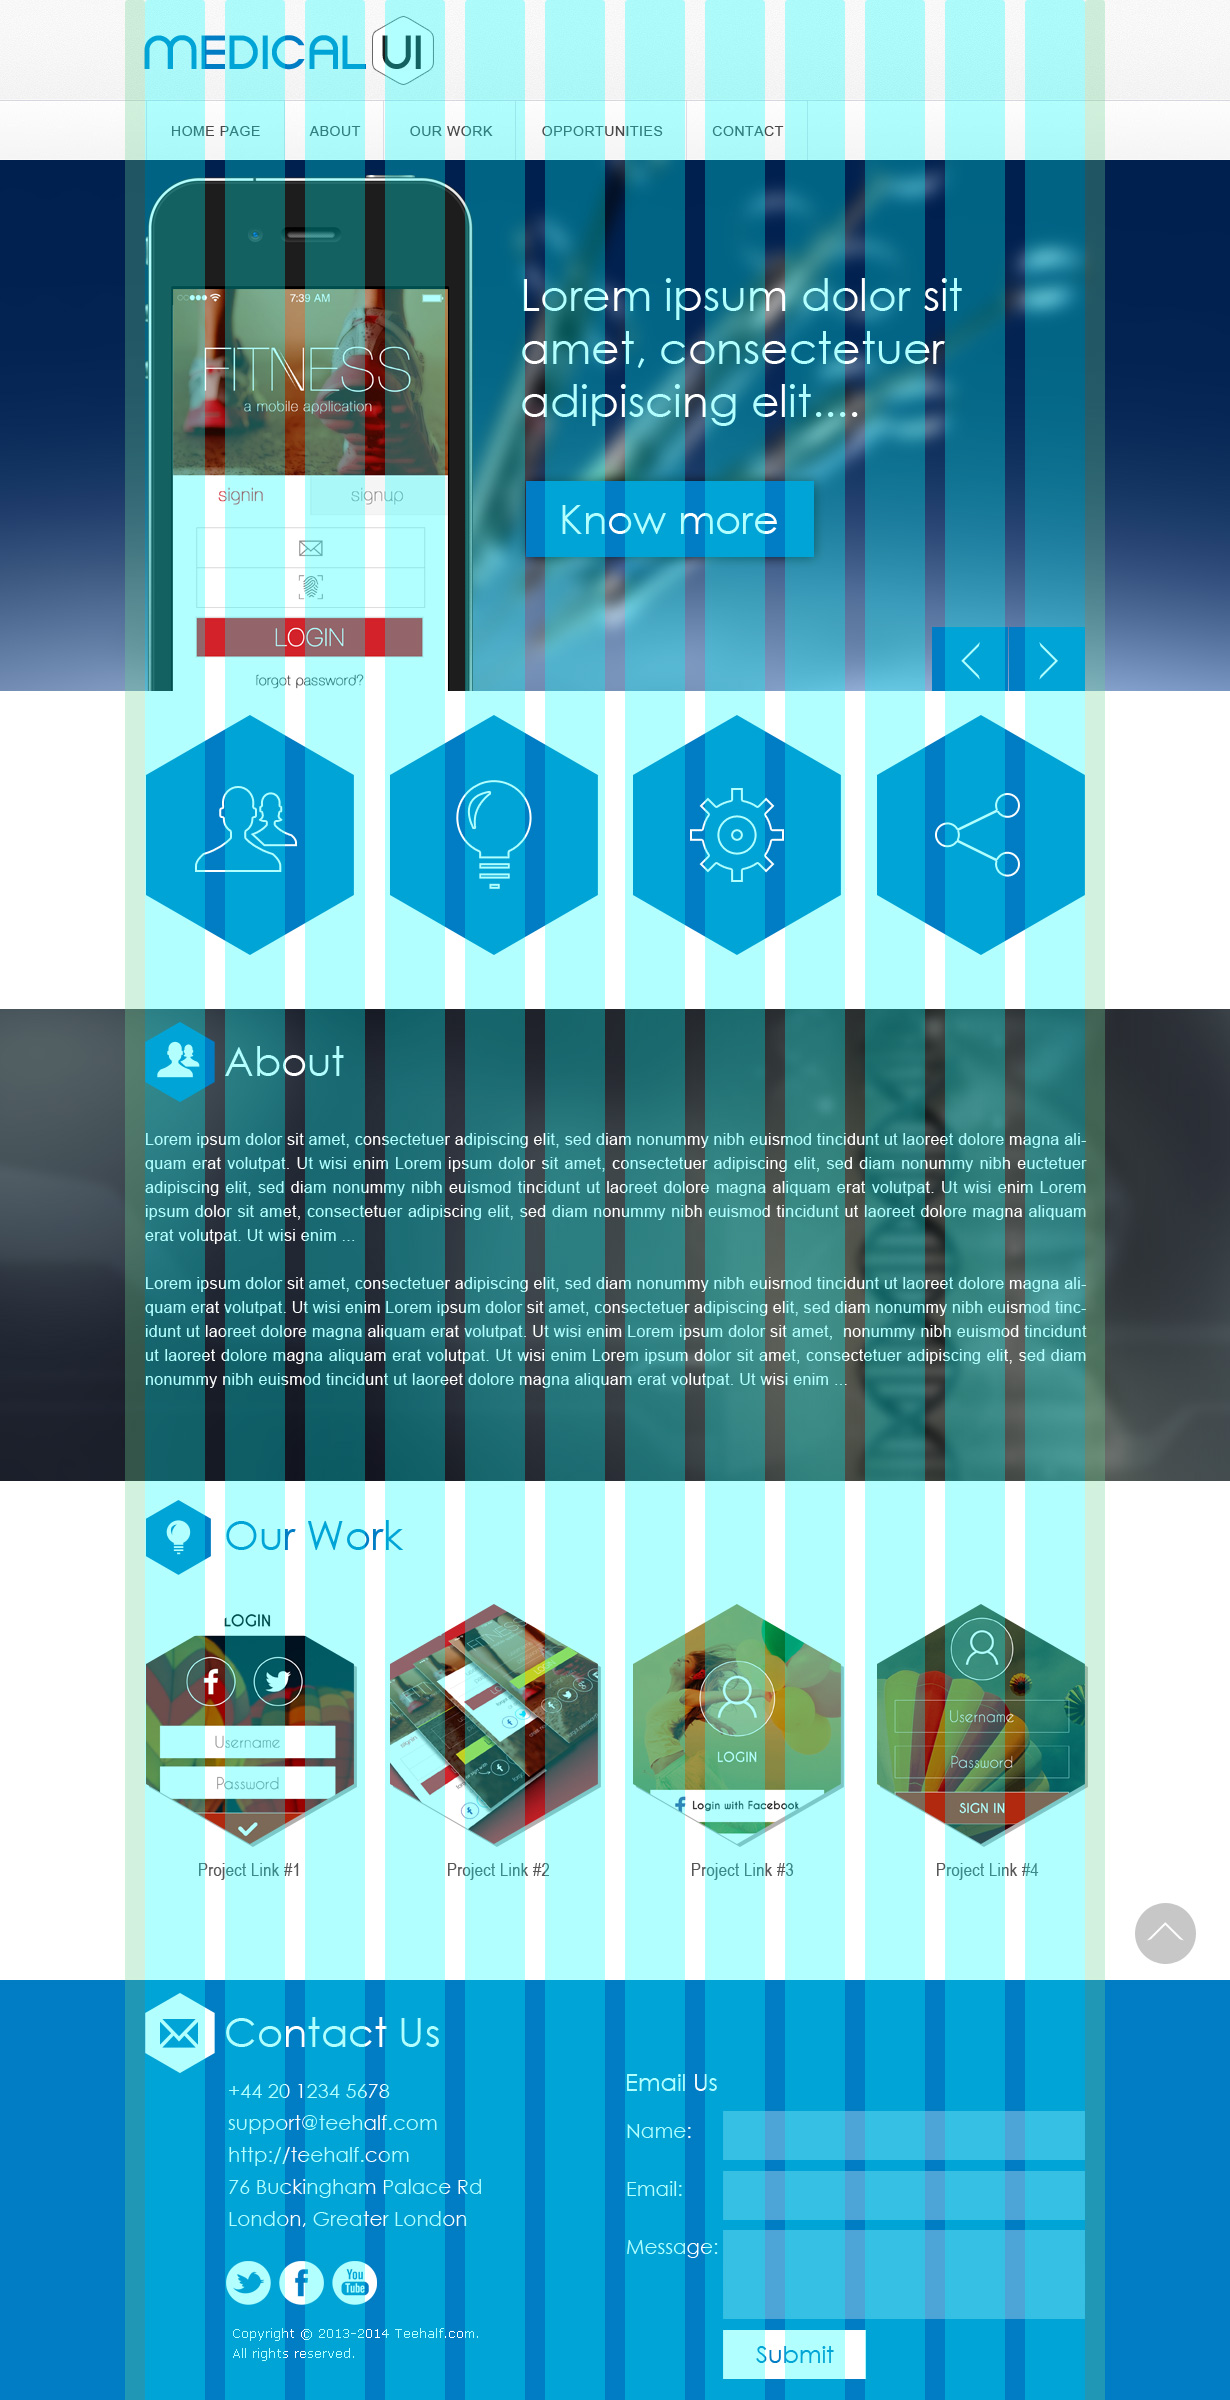 MEDICAL UI
HOME PAGE ABOUT OUR WORK OPPORTUNITIES CONTACT
7:39 AM
FITNESS
a mobile application
signin signup
LOGIN
forgot password?
Lorem ipsum dolor sit
amet, consectetuer
adipiscing elit....
Know more
About
Lorem ipsum dolor sit amet, consectetuer adipiscing elit, sed diam nonummy nibh euismod tincidunt ut laoreet dolore magna ali-
quam erat volutpat. Ut wisi enim Lorem ipsum dolor sit amet, consectetuer adipiscing elit, sed diam nonummy nibh euctetuer
adipiscing elit, sed diam nonummy nibh euismod tincidunt ut laoreet dolore magna aliquam erat volutpat. Ut wisi enim Lorem
ipsum dolor sit amet, consectetuer adipiscing elit, sed diam nonummy nibh euismod tincidunt ut laoreet dolore magna aliquam
erat volutpat. Ut wisi enim ...
Lorem ipsum dolor sit amet, consectetuer adipiscing elit, sed diam nonummy nibh euismod tincidunt ut laoreet dolore magna ali-
quam erat volutpat. Ut wisi enim Lorem ipsum dolor sit amet, consectetuer adipiscing elit, sed diam nonummy nibh euismod tinc-
idunt ut laoreet dolore magna aliquam erat volutpat. Ut wisi enim Lorem ipsum dolor sit amet, nonummy nibh euismod tincidunt
ut laoreet dolore magna aliquam erat volutpat. Ut wisi enim Lorem ipsum dolor sit amet, consectetuer adipiscing elit, sed diam
nonummy nibh euismod tincidunt ut laoreet dolore magna aliquam erat volutpat. Ut wisi enim ...
Our Work
LOGIN
Username
Password
FITNESS
LOGIN
Login with Facebook
Username
Password
SIGN IN
Project Link #1
Project Link #2
Project Link #3
Project Link #4
Contact Us
+44 20 1234 5678
support@teehalf.com
http://teehalf.com
76 Buckingham Palace Rd
London, Greater London
You
Tube
Copyright © 2013-2014 Teehalf.com.
All rights reserved.
Email Us
Name:
Email:
Message:
Submit